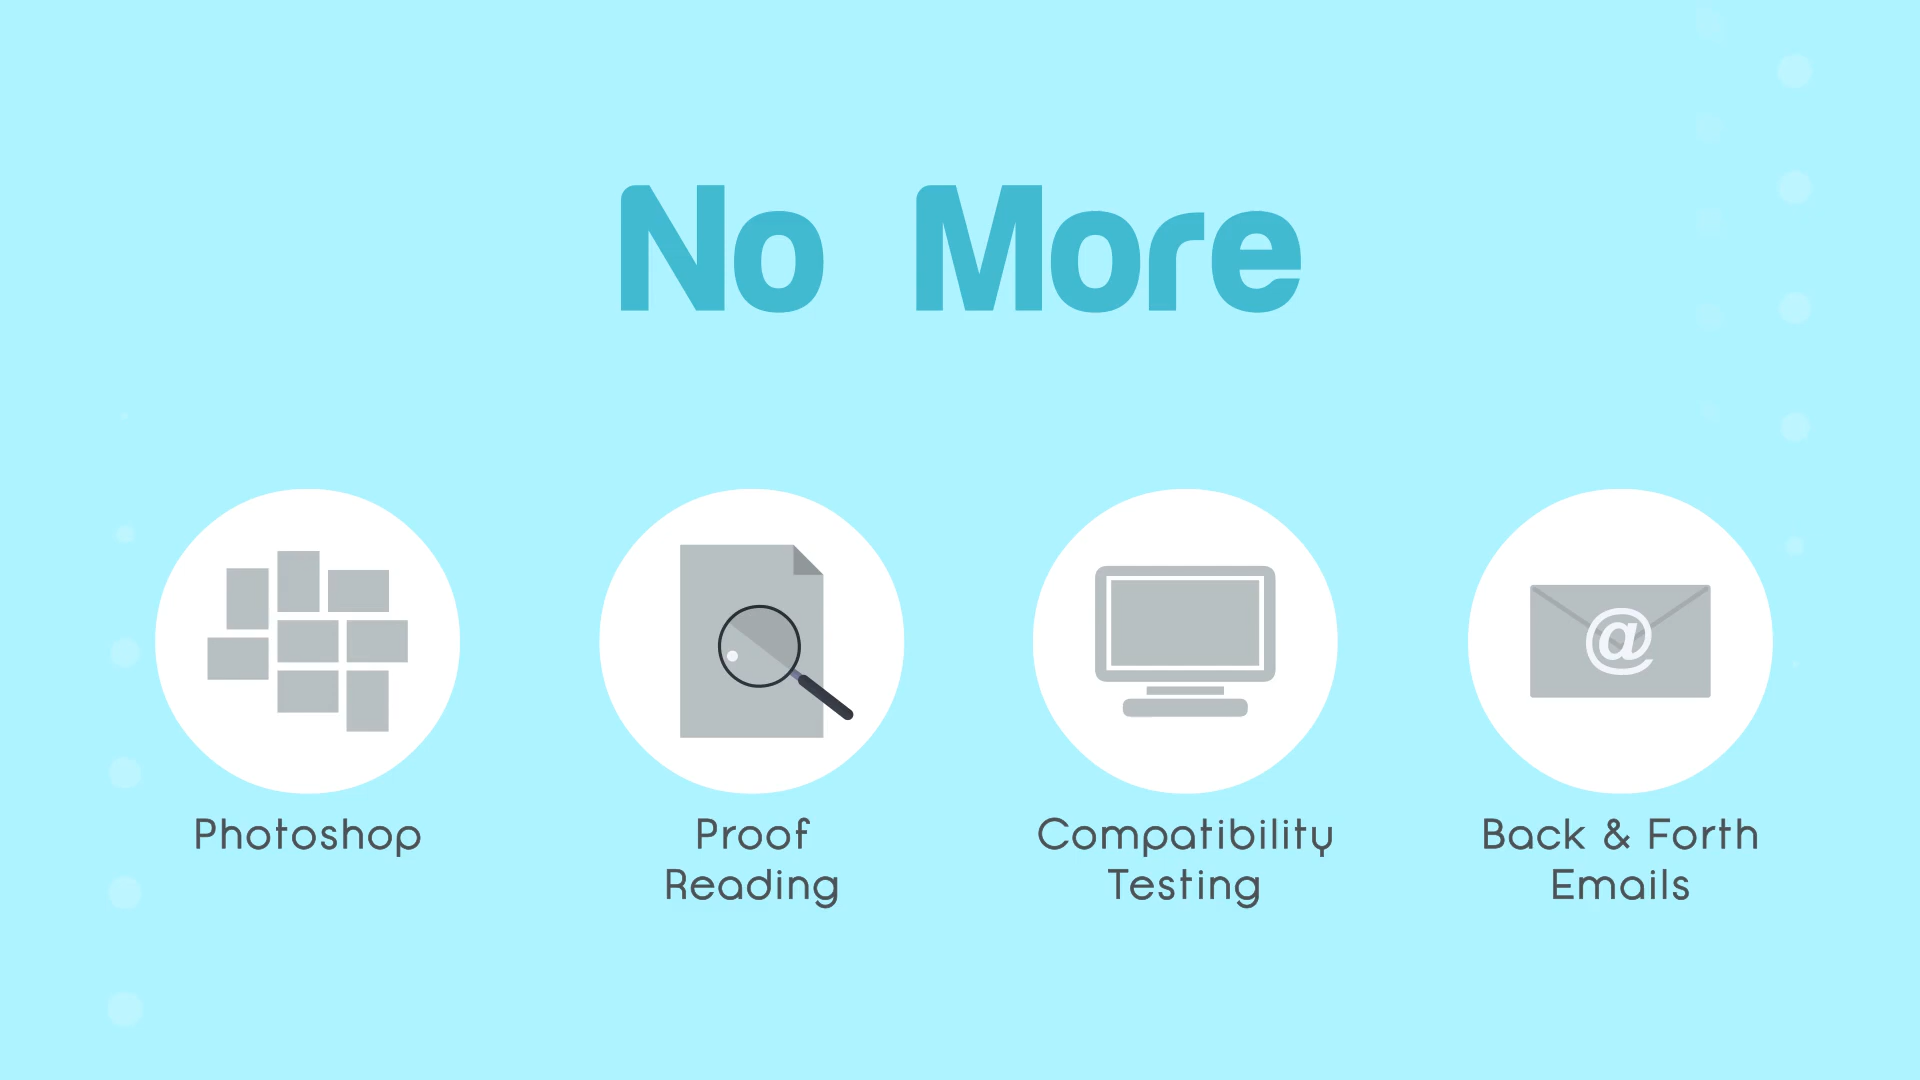 No More
Photoshop
Proof
Reading
Compatibility
Testing
@
Back & Forth
Emails